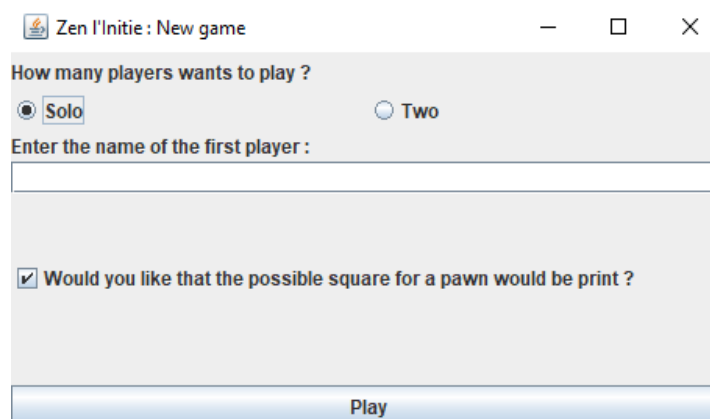 Zen l'Initie : New game
How many players wants to play ?
Solo
Two
Enter the name of the first player :
Would you like that the possible square for a pawn would be print ?
Play